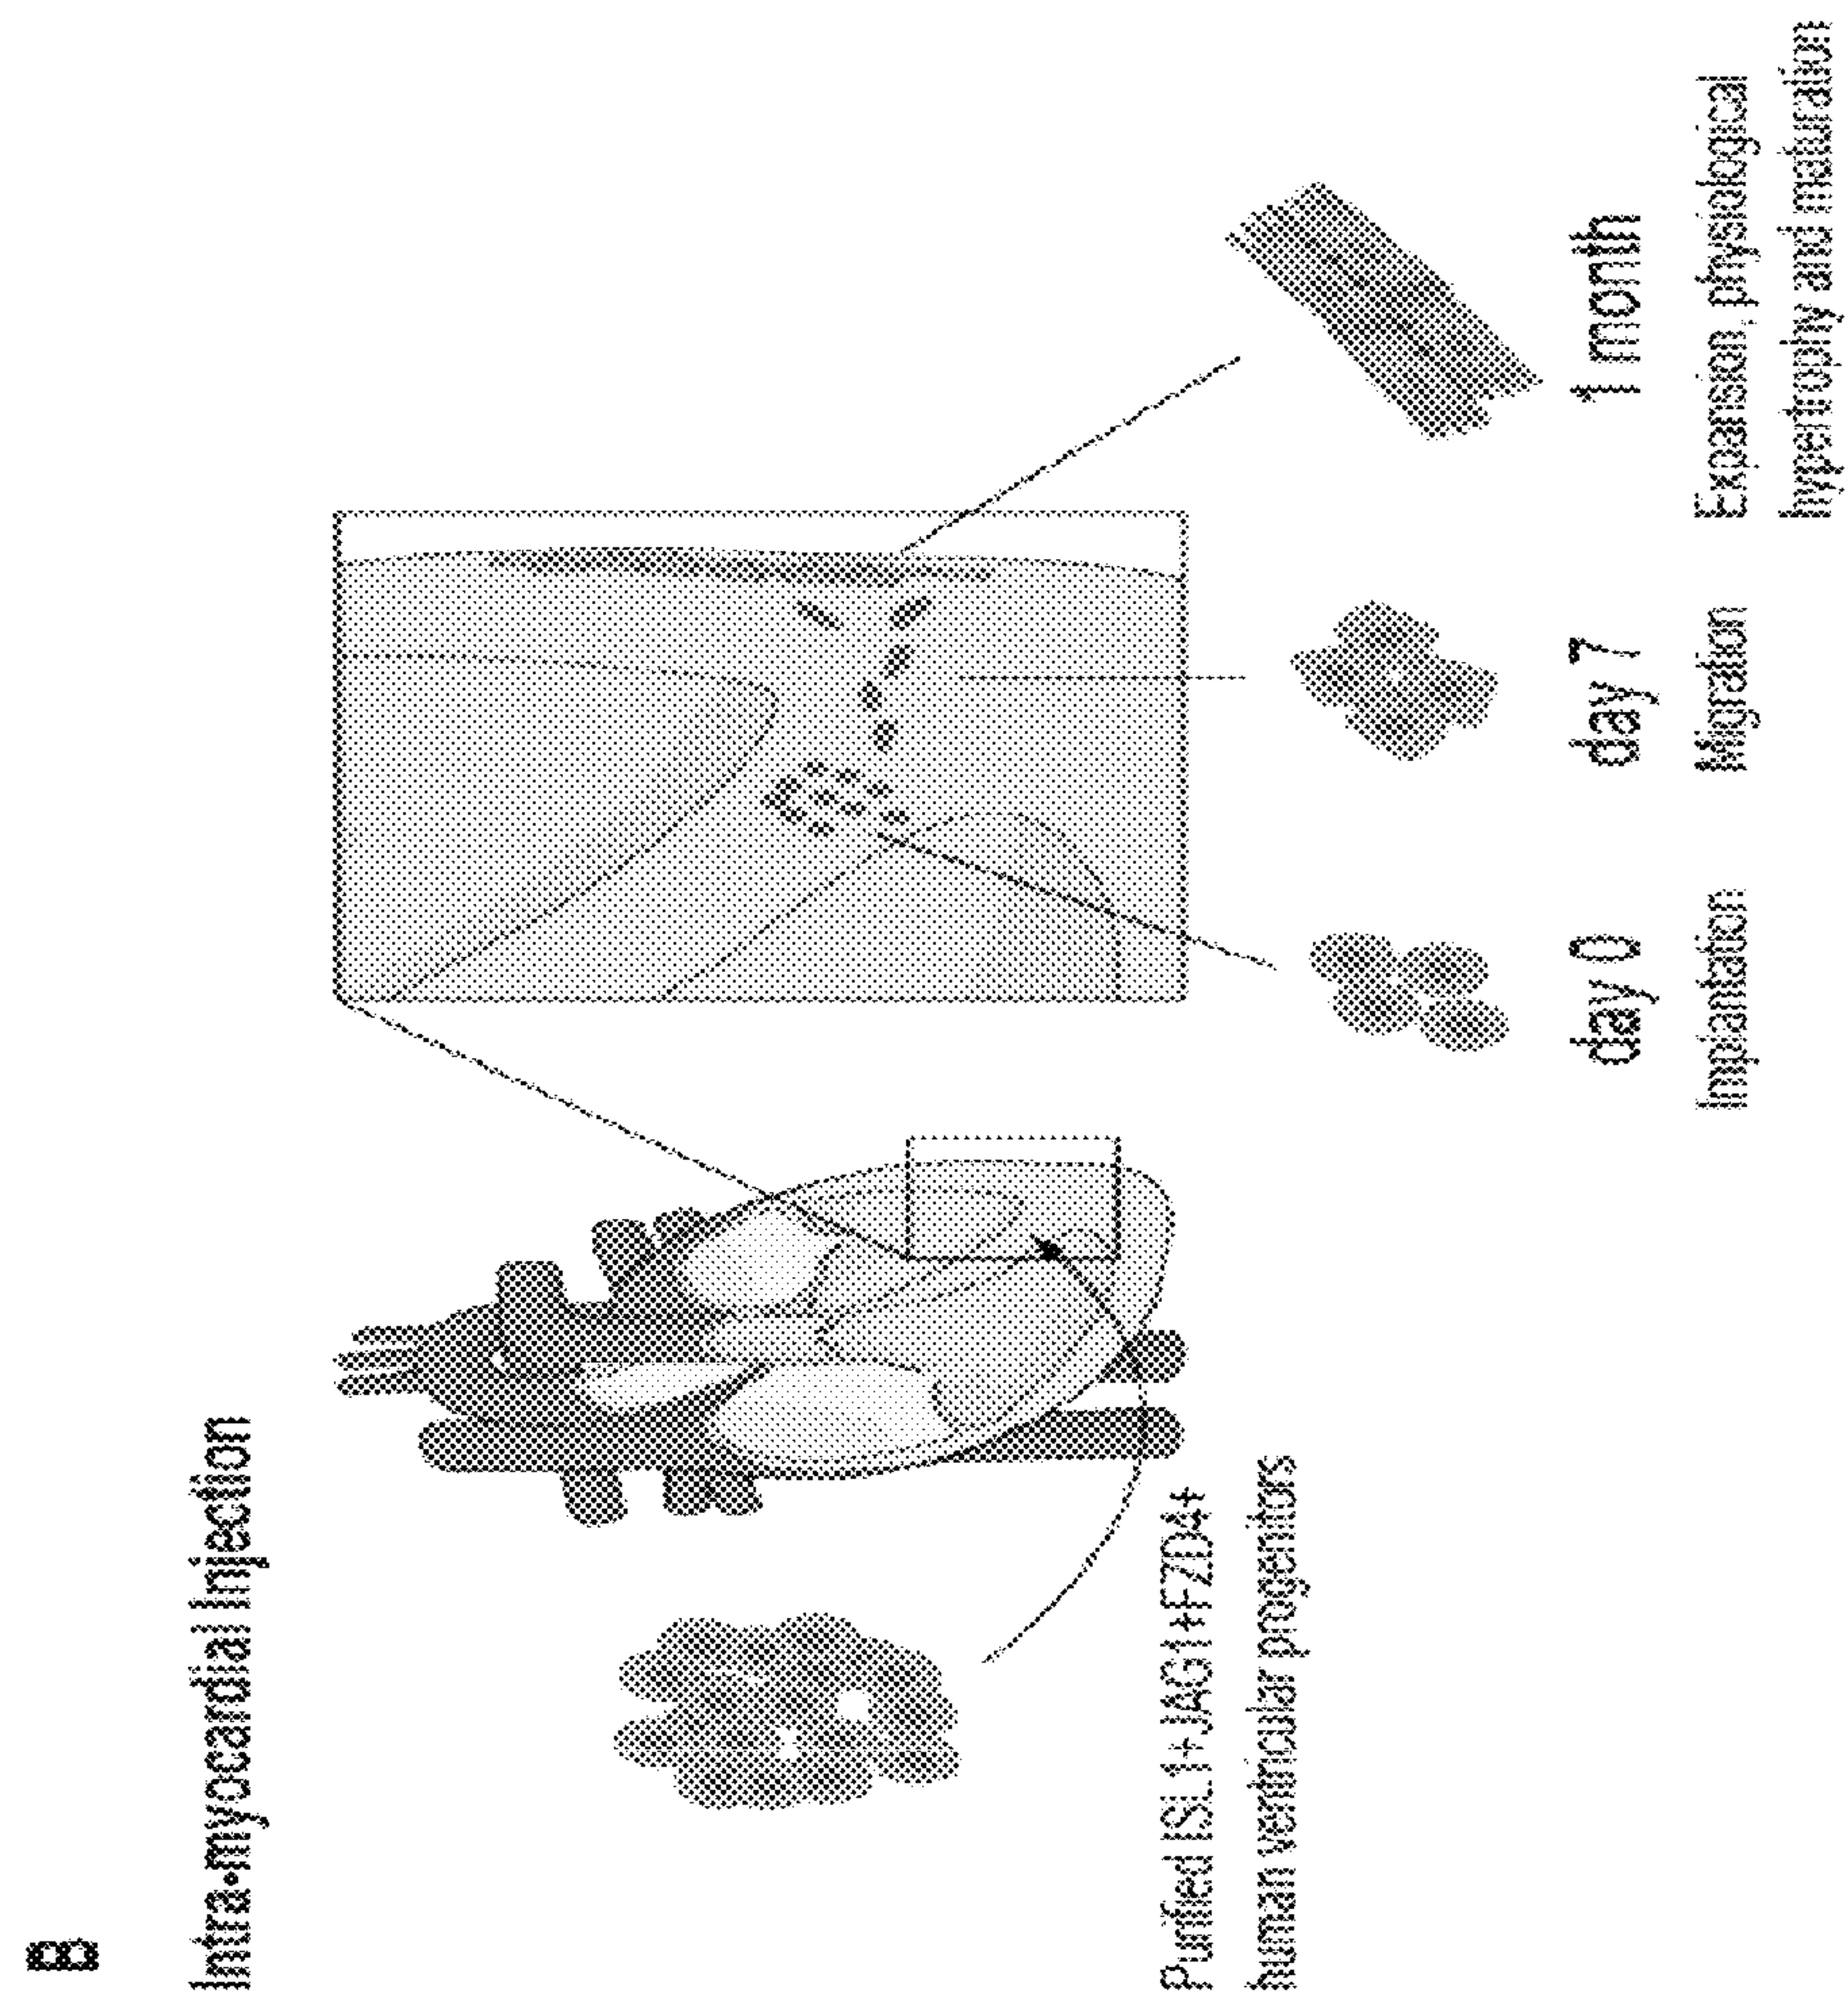 B
Intra-myocardial Injection
Purified ISL1+JAG1+FZD4+
human ventricular progenitors
day 0
Implantation
day 7
Migration
1 month
Expansion, physiological
hypertrophy and maturation